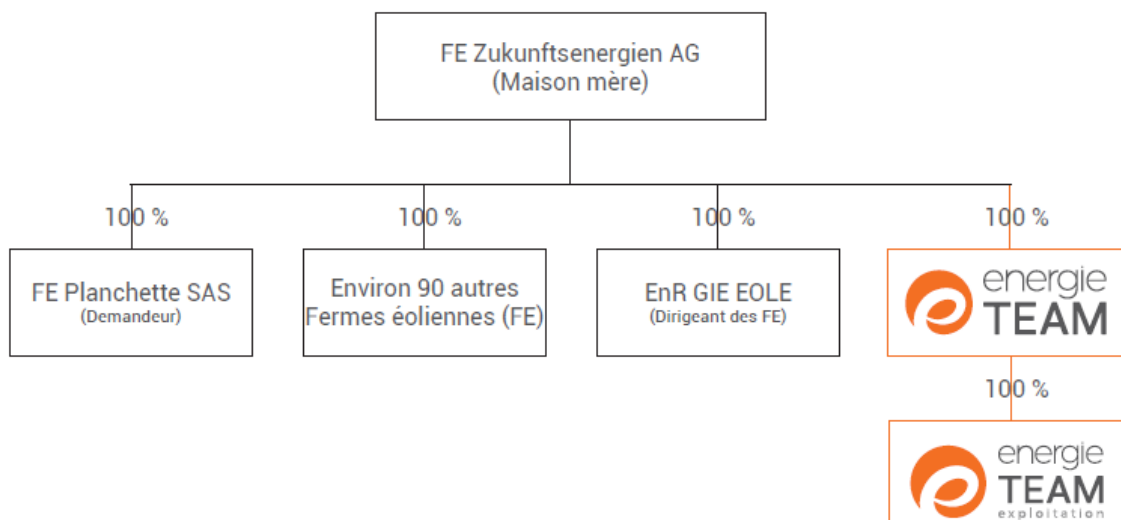 FE Zukunftsenergien AG
(Maison mère)
100 %
100 %
100 %
100 %
FE Planchette SAS
(Demandeur)
Environ 90 autres
Fermes éoliennes (FE)
EnR GIE EOLE
(Dirigeant des FE)
energie
TEAM
100 %
energie
TEAM
exploitation